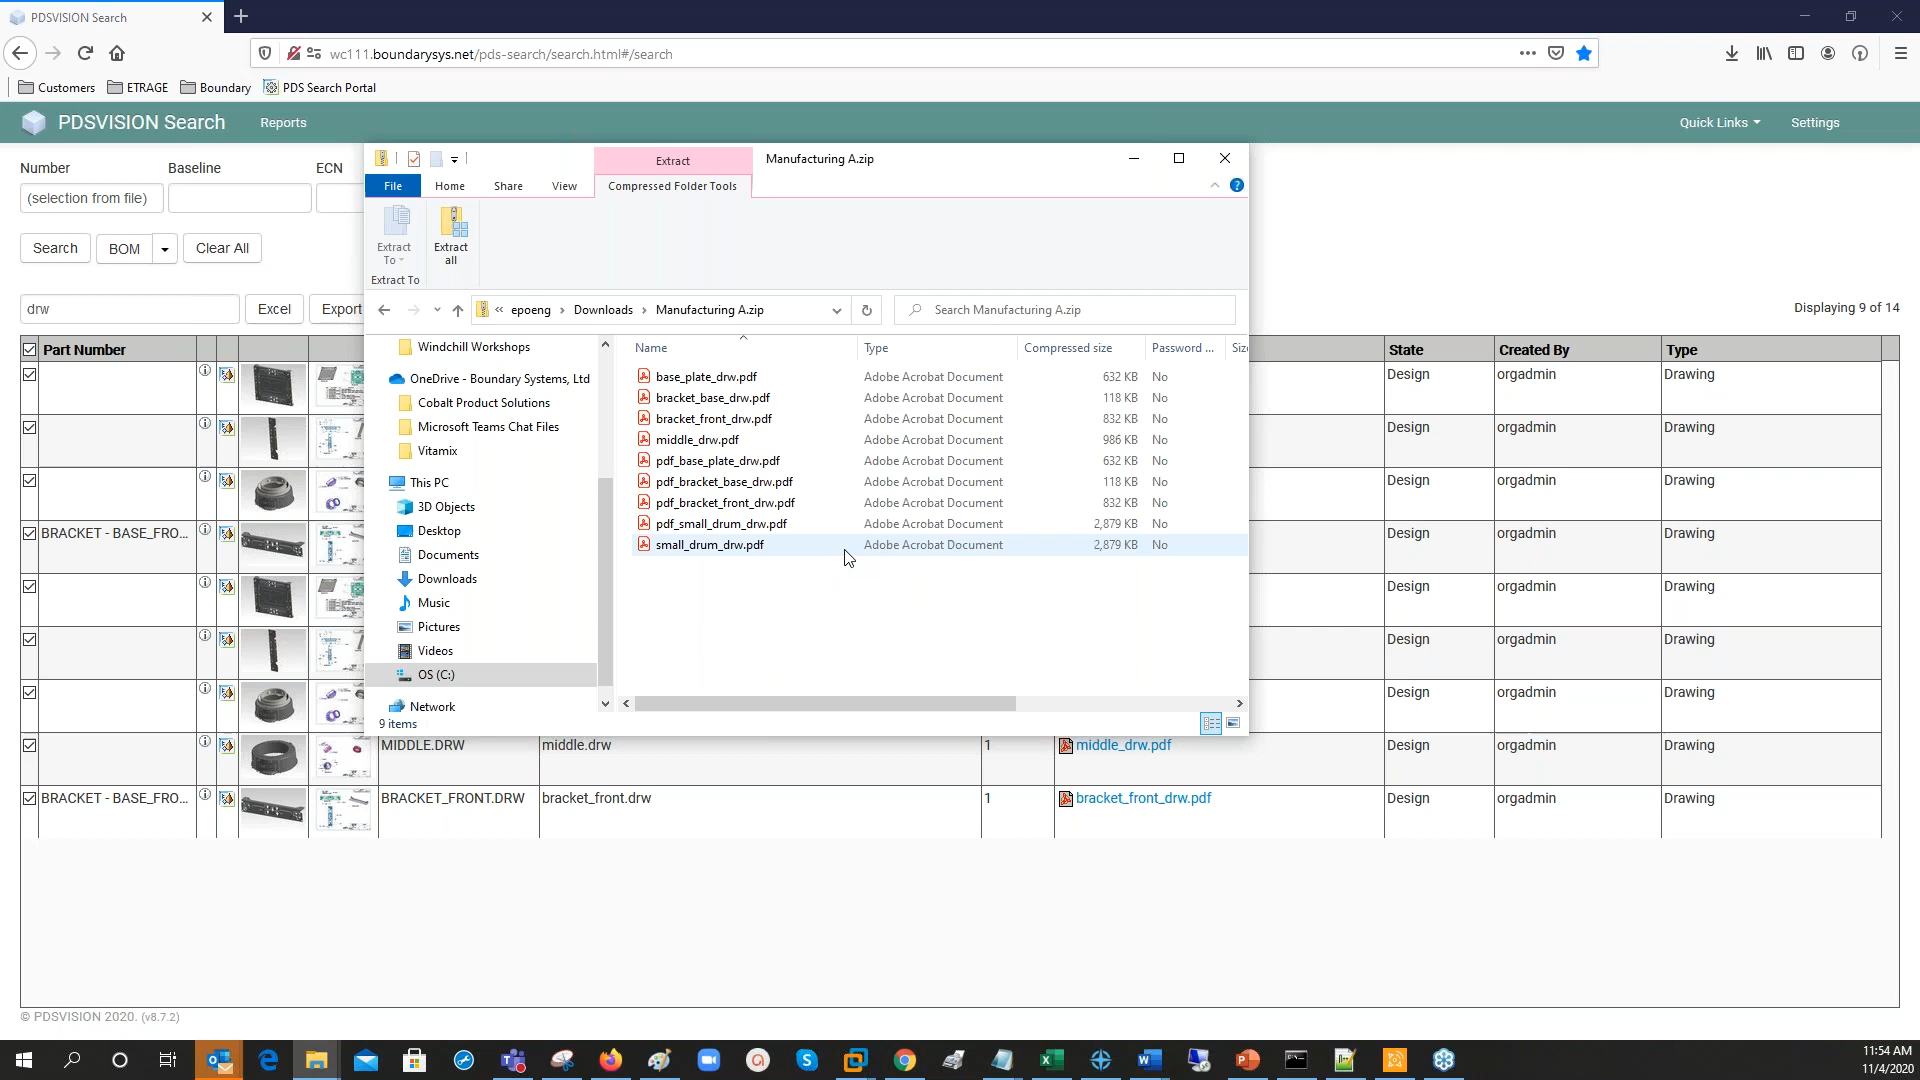 PDSVISION Search
wc111.boundarysys.net/pds-search/search.html#/search
Customers ETRAGE Boundary PDS Search Portal
PDSVISION Search Reports Quick Links Settings
Number Baseline ECN
(selection from file)
Search BOM Clear All
drw Excel Export
Displaying 9 of 14
Part Number State Created By Type
Design orgadmin Drawing
Design orgadmin Drawing
Design orgadmin Drawing
BRACKET - BASE_FRO... Design orgadmin Drawing
Design orgadmin Drawing
Design orgadmin Drawing
Design orgadmin Drawing
MIDDLE.DRW middle.drw 1 middle_drw.pdf Design orgadmin Drawing
BRACKET - BASE_FRO... BRACKET_FRONT.DRW bracket_front.drw 1 bracket_front_drw.pdf Design orgadmin Drawing
Extract Manufacturing A.zip
File Home Share View Compressed Folder Tools
Extract To
Extract all
Extract To
« epoeng › Downloads › Manufacturing A.zip
Search Manufacturing A.zip
Windchill Workshops
OneDrive - Boundary Systems, Ltd
Cobalt Product Solutions
Microsoft Teams Chat Files
Vitamix
This PC
3D Objects
Desktop
Documents
Downloads
Music
Pictures
Videos
OS (C:)
Network
9 items
Name Type Compressed size Password ... Siz
base_plate_drw.pdf Adobe Acrobat Document 632 KB No
bracket_base_drw.pdf Adobe Acrobat Document 118 KB No
bracket_front_drw.pdf Adobe Acrobat Document 832 KB No
middle_drw.pdf Adobe Acrobat Document 986 KB No
pdf_base_plate_drw.pdf Adobe Acrobat Document 632 KB No
pdf_bracket_base_drw.pdf Adobe Acrobat Document 118 KB No
pdf_bracket_front_drw.pdf Adobe Acrobat Document 832 KB No
pdf_small_drum_drw.pdf Adobe Acrobat Document 2,879 KB No
small_drum_drw.pdf Adobe Acrobat Document 2,879 KB No
© PDSVISION 2020. (v8.7.2)
11:54 AM
11/4/2020